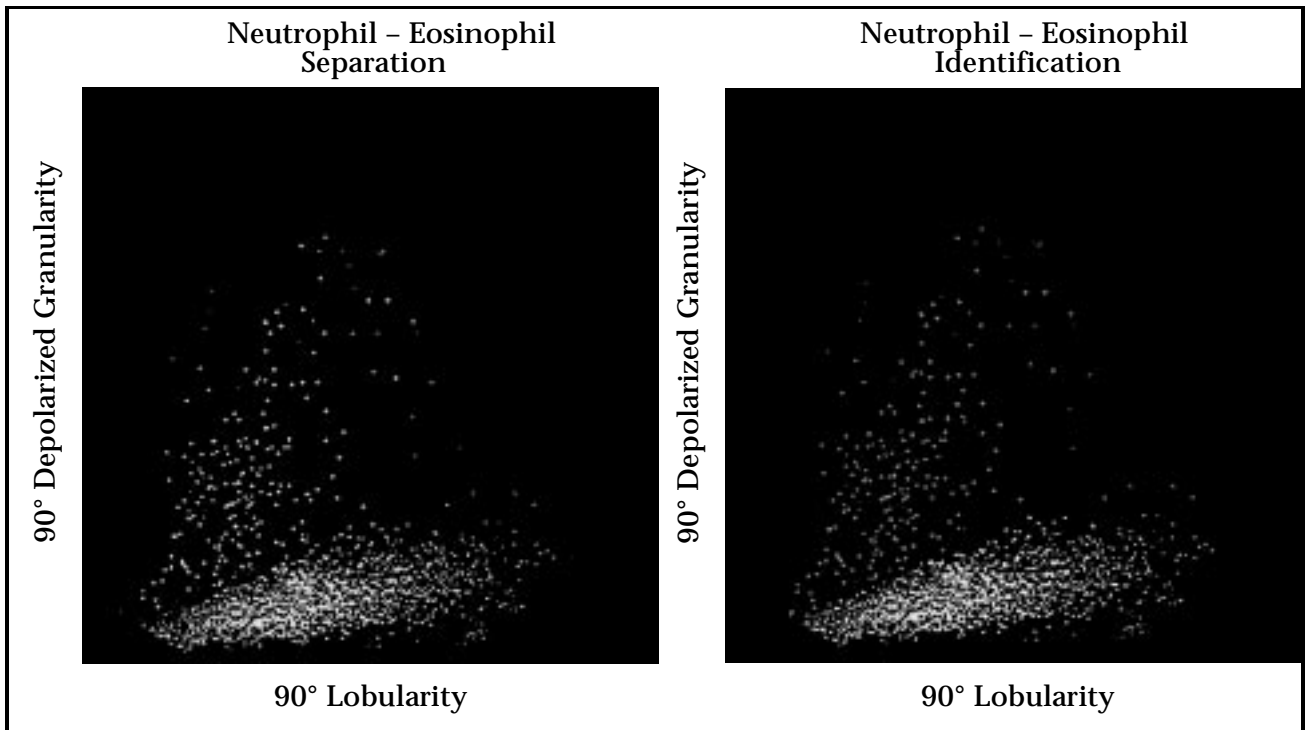 Neutrophil – Eosinophil
Separation
90° Depolarized Granularity
90° Lobularity
Neutrophil – Eosinophil
Identification
90° Depolarized Granularity
90° Lobularity